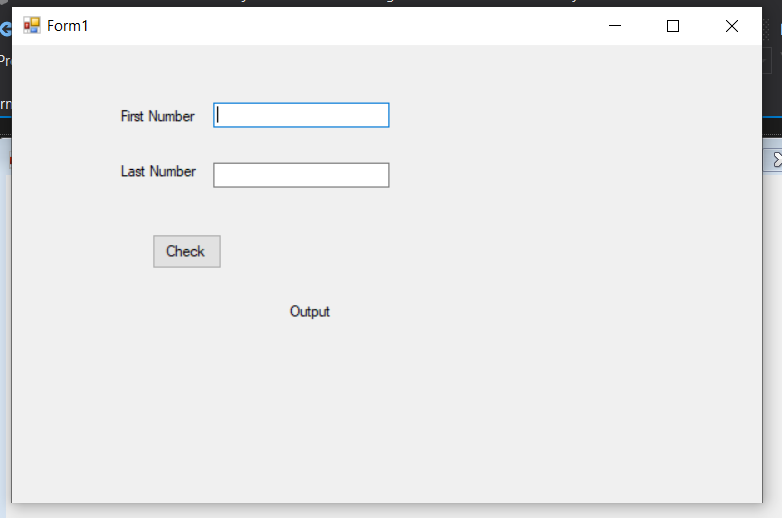 Form1
First Number
Last Number
Check
Output